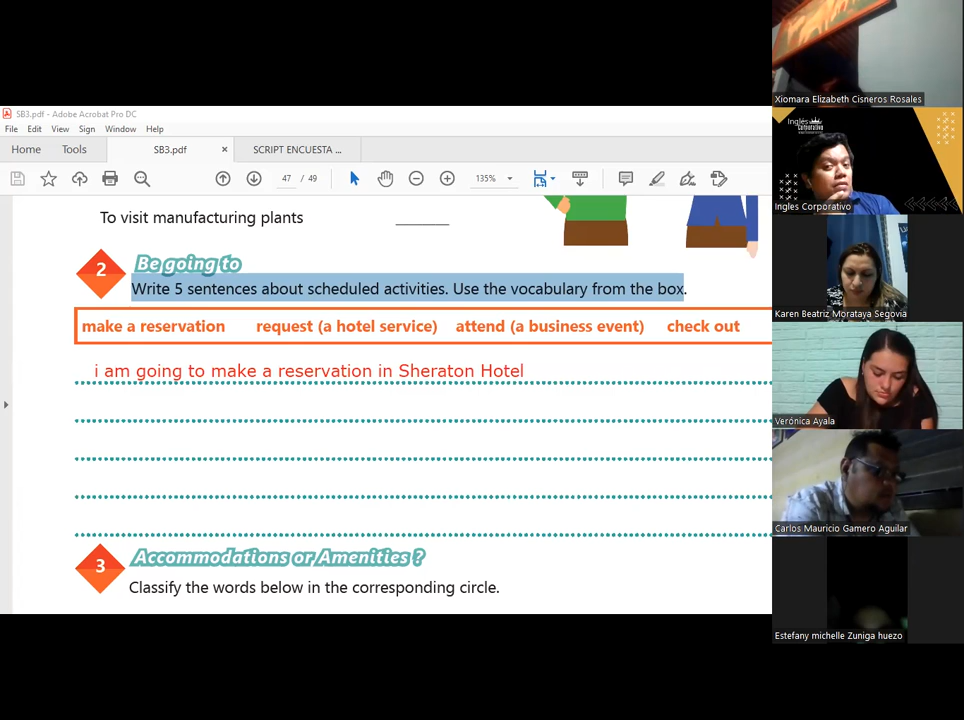 SB3.pdf - Adobe Acrobat Pro DC
File Edit View Sign Window Help
Home Tools SB3.pdf × SCRIPT ENCUESTA ...
47 / 49 135%
To visit manufacturing plants
2 Be going to
Write 5 sentences about scheduled activities. Use the vocabulary from the box.
make a reservation request (a hotel service) attend (a business event) check out
i am going to make a reservation in Sheraton Hotel
3 Accommodations or Amenities ?
Classify the words below in the corresponding circle.
Xiomara Elizabeth Cisneros Rosales
Inglés Corporativo
Ingles Corporativo
Karen Beatriz Morataya Segovia
Verónica Ayala
Carlos Mauricio Gamero Aguilar
Estefany michelle Zuniga huezo